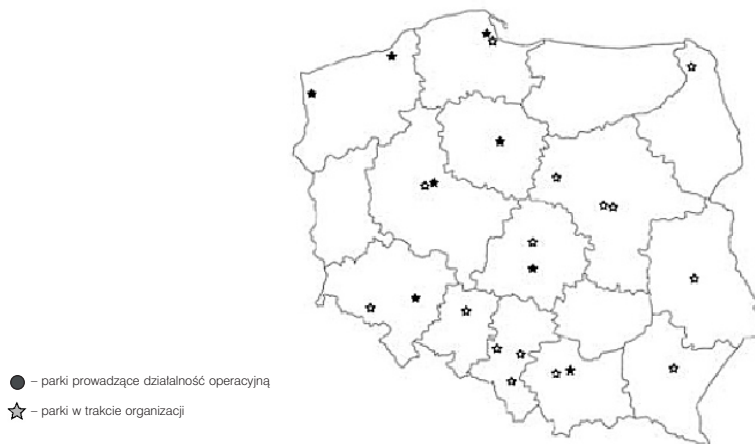 – parki prowadzące działalność operacyjną
– parki w trakcie organizacji